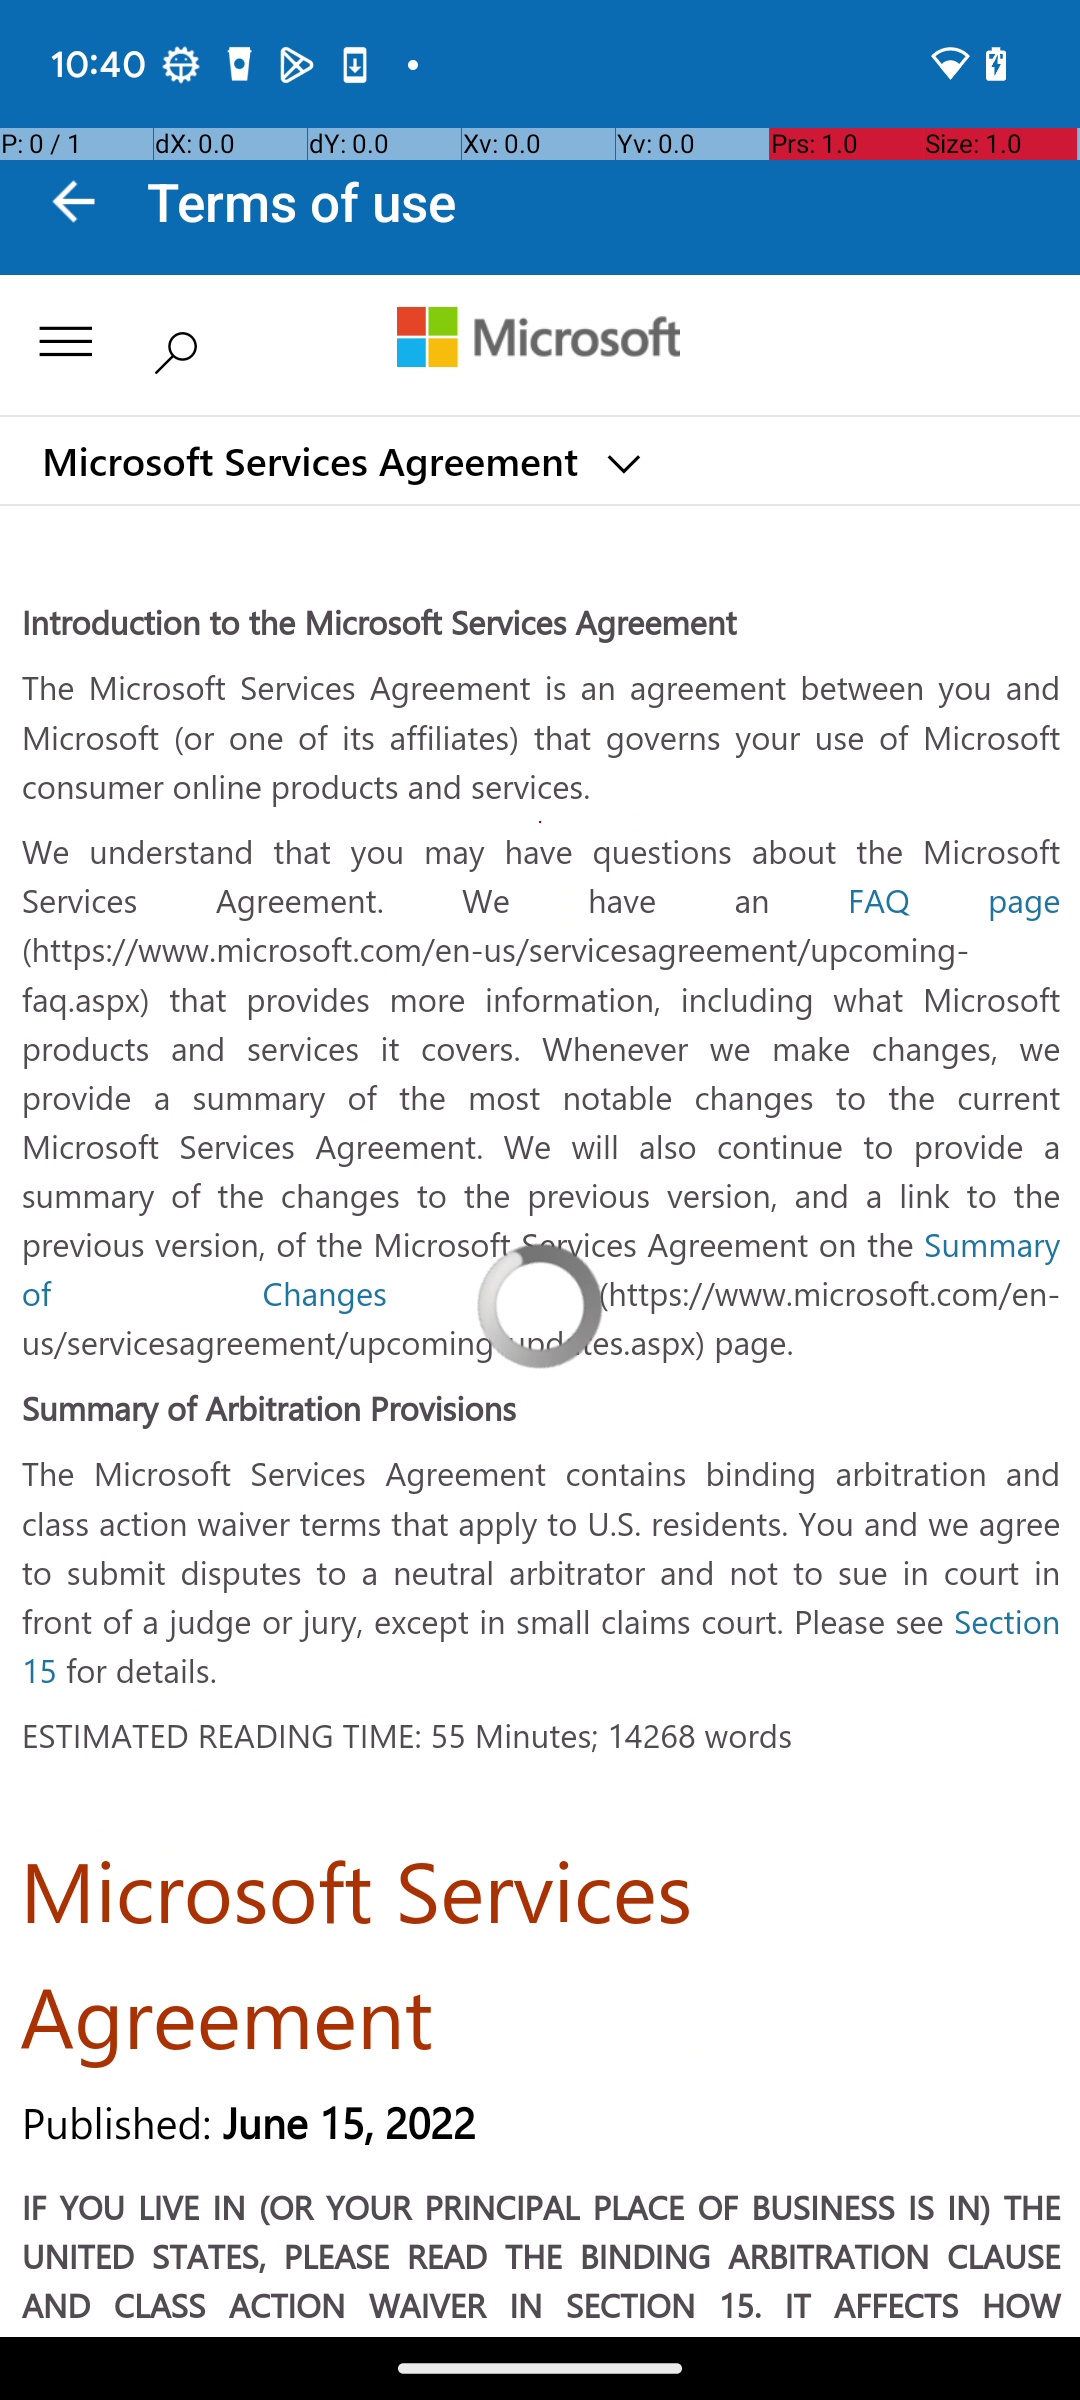 10:40
P: 0 / 1 dX: 0.0 dY: 0.0 Xv: 0.0 Yv: 0.0 Prs: 1.0 Size: 1.0
Terms of use
Microsoft
Microsoft Services Agreement
Introduction to the Microsoft Services Agreement
The Microsoft Services Agreement is an agreement between you and
Microsoft (or one of its affiliates) that governs your use of Microsoft
consumer online products and services.
We understand that you may have questions about the Microsoft
Services Agreement. We have an FAQ page
(https://www.microsoft.com/en-us/servicesagreement/upcoming-
faq.aspx) that provides more information, including what Microsoft
products and services it covers. Whenever we make changes, we
provide a summary of the most notable changes to the current
Microsoft Services Agreement. We will also continue to provide a
summary of the changes to the previous version, and a link to the
previous version, of the Microsoft Services Agreement on the Summary
of Changes (https://www.microsoft.com/en-
us/servicesagreement/upcoming-updates.aspx) page.
Summary of Arbitration Provisions
The Microsoft Services Agreement contains binding arbitration and
class action waiver terms that apply to U.S. residents. You and we agree
to submit disputes to a neutral arbitrator and not to sue in court in
front of a judge or jury, except in small claims court. Please see Section
15 for details.
ESTIMATED READING TIME: 55 Minutes; 14268 words
Microsoft Services
Agreement
Published: June 15, 2022
IF YOU LIVE IN (OR YOUR PRINCIPAL PLACE OF BUSINESS IS IN) THE
UNITED STATES, PLEASE READ THE BINDING ARBITRATION CLAUSE
AND CLASS ACTION WAIVER IN SECTION 15. IT AFFECTS HOW